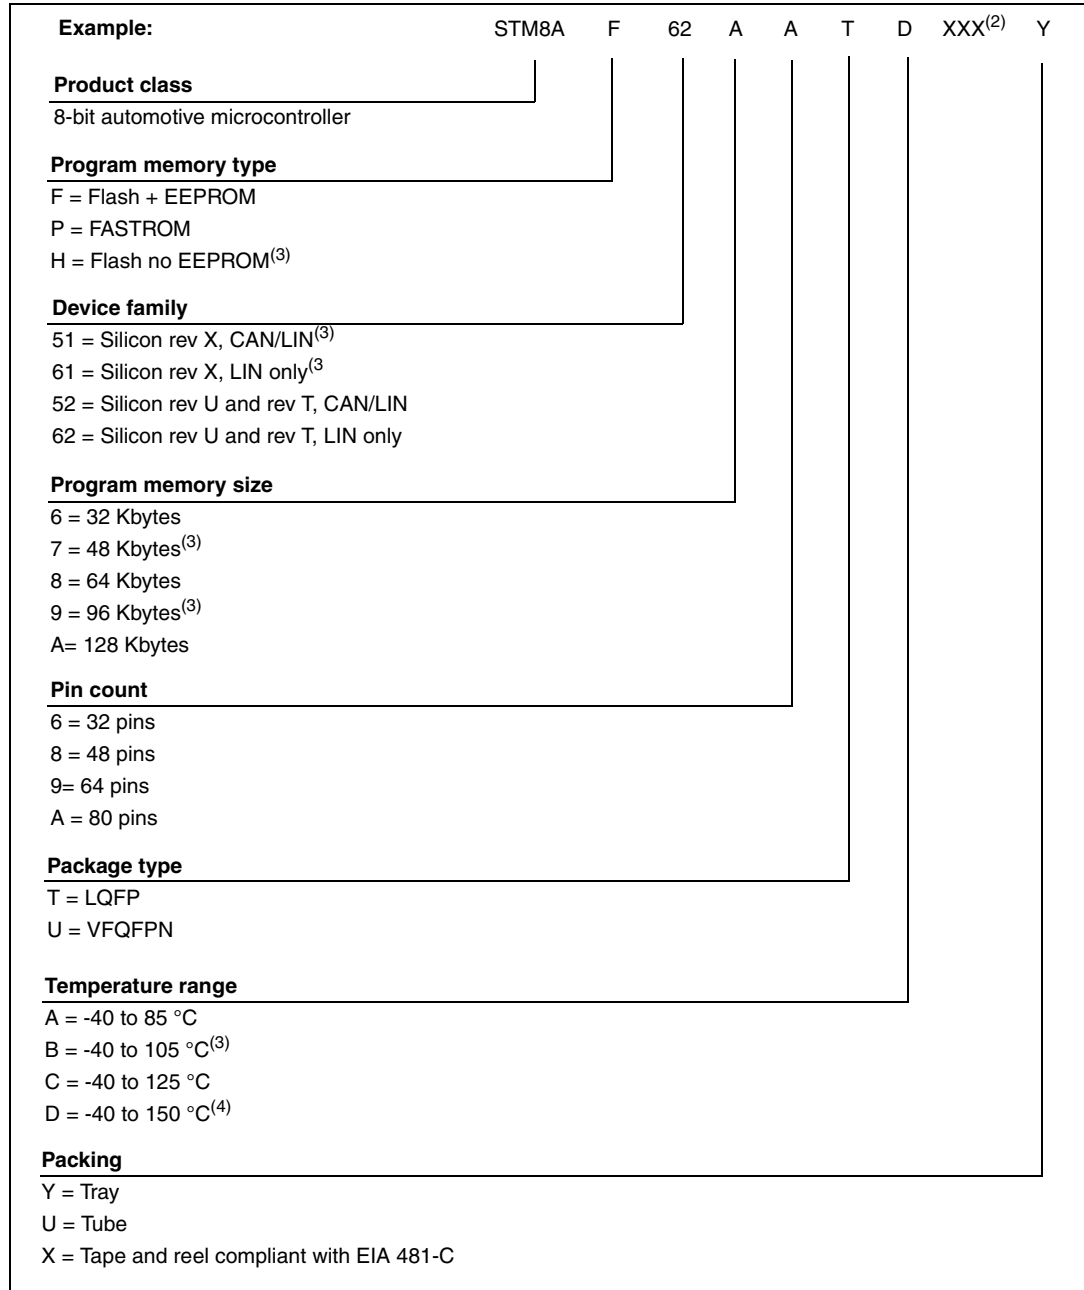 Example: STM8A F 62 A A T D XXX(2) Y
Product class
8-bit automotive microcontroller
Program memory type
F = Flash + EEPROM
P = FASTROM
H = Flash no EEPROM(3)
Device family
51 = Silicon rev X, CAN/LIN(3)
61 = Silicon rev X, LIN only(3
52 = Silicon rev U and rev T, CAN/LIN
62 = Silicon rev U and rev T, LIN only
Program memory size
6 = 32 Kbytes
7 = 48 Kbytes(3)
8 = 64 Kbytes
9 = 96 Kbytes(3)
A= 128 Kbytes
Pin count
6 = 32 pins
8 = 48 pins
9= 64 pins
A = 80 pins
Package type
T = LQFP
U = VFQFPN
Temperature range
A = -40 to 85 °C
B = -40 to 105 °C(3)
C = -40 to 125 °C
D = -40 to 150 °C(4)
Packing
Y = Tray
U = Tube
X = Tape and reel compliant with EIA 481-C